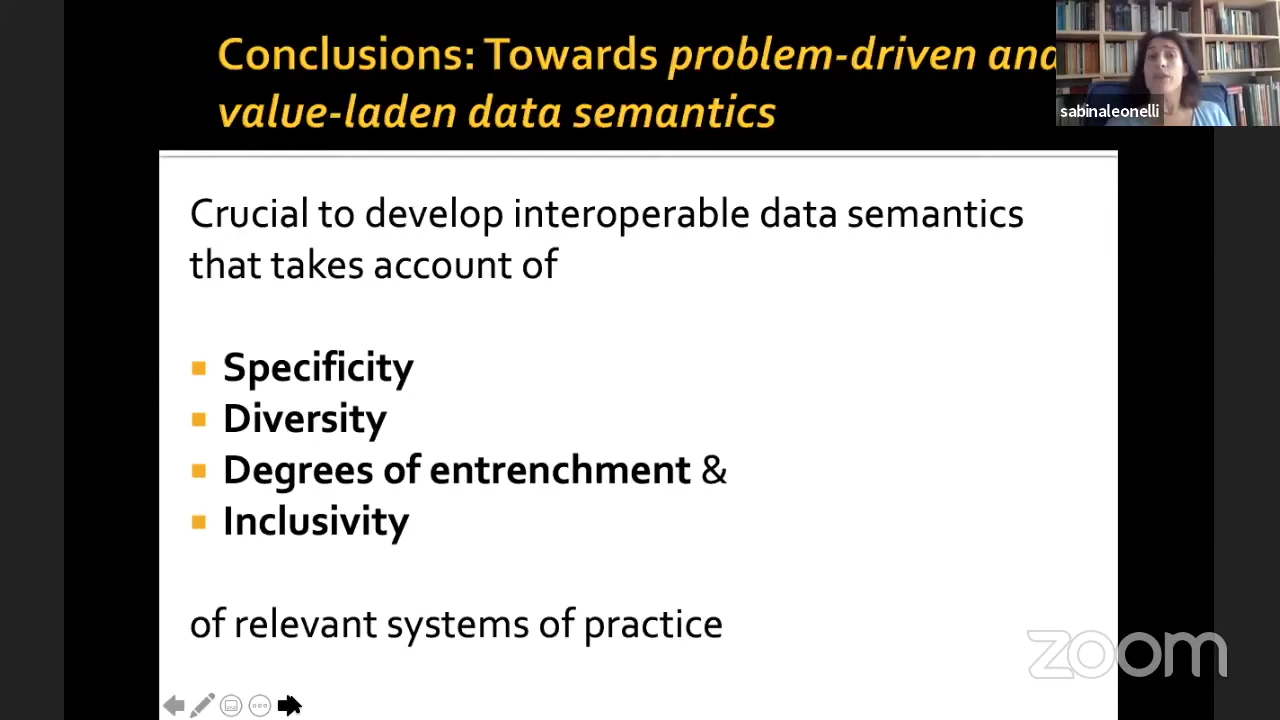 Conclusions: Towards problem-driven and
value-laden data semantics
sabinaleonelli
Crucial to develop interoperable data semantics
that takes account of
Specificity
Diversity
Degrees of entrenchment &
Inclusivity
of relevant systems of practice
zoom